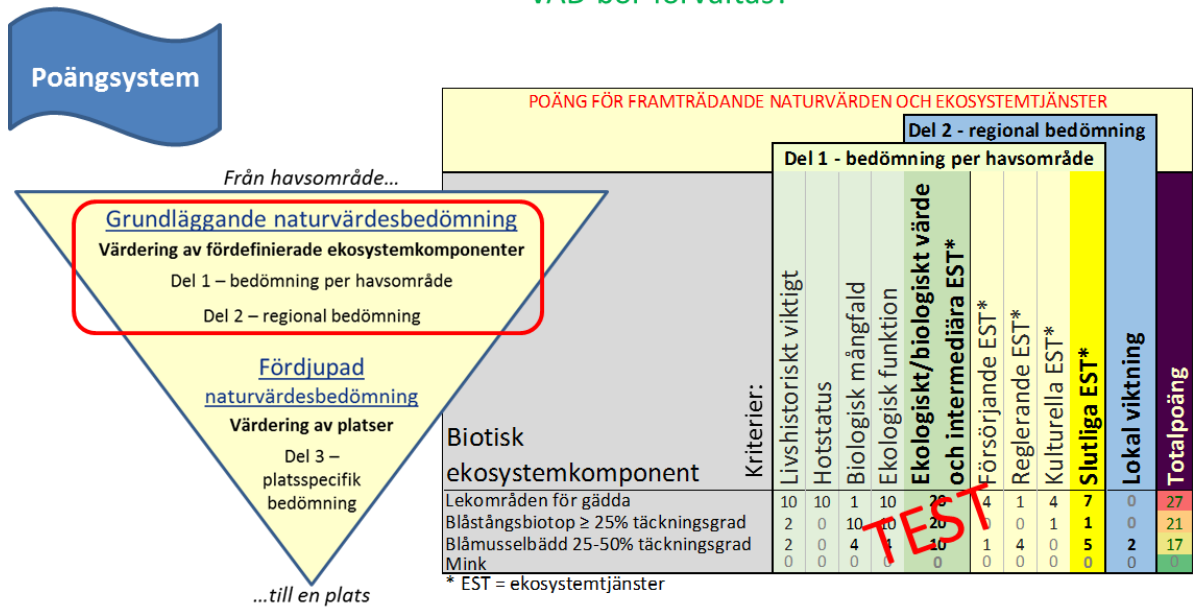 VAD bör förvaltas?
Poängsystem
Från havsområde...
Grundläggande naturvärdesbedömning
Värdering av fördefinierade ekosystemkomponenter
Del 1 – bedömning per havsområde
Del 2 – regional bedömning
Fördjupad
naturvärdesbedömning
Värdering av platser
Del 3 –
platsspecifik
bedömning
...till en plats
POÄNG FÖR FRAMTRÄDANDE NATURVÄRDEN OCH EKOSYSTEMTJÄNSTER
Del 2 - regional bedömning
Del 1 - bedömning per havsområde
Biotisk
ekosystemkomponent
Kriterier:
Livshistoriskt viktigt
Hotstatus
Biologisk mångfald
Ekologisk funktion
Ekologiskt/biologiskt värde
och intermediära EST*
Försörjande EST*
Reglerande EST*
Kulturella EST*
Slutliga EST*
Lokal viktning
Totalpoäng
Lekområden för gädda 10 10 1 10 20 4 1 4 7 0 27
Blåstångsbiotop ≥ 25% täckningsgrad 2 0 10 10 20 0 0 1 1 0 21
Blåmusselbädd 25-50% täckningsgrad 2 0 4 4 10 1 4 0 5 2 17
Mink 0 0 0 0 0 0 0 0 0 0 0
TEST
* EST = ekosystemtjänster